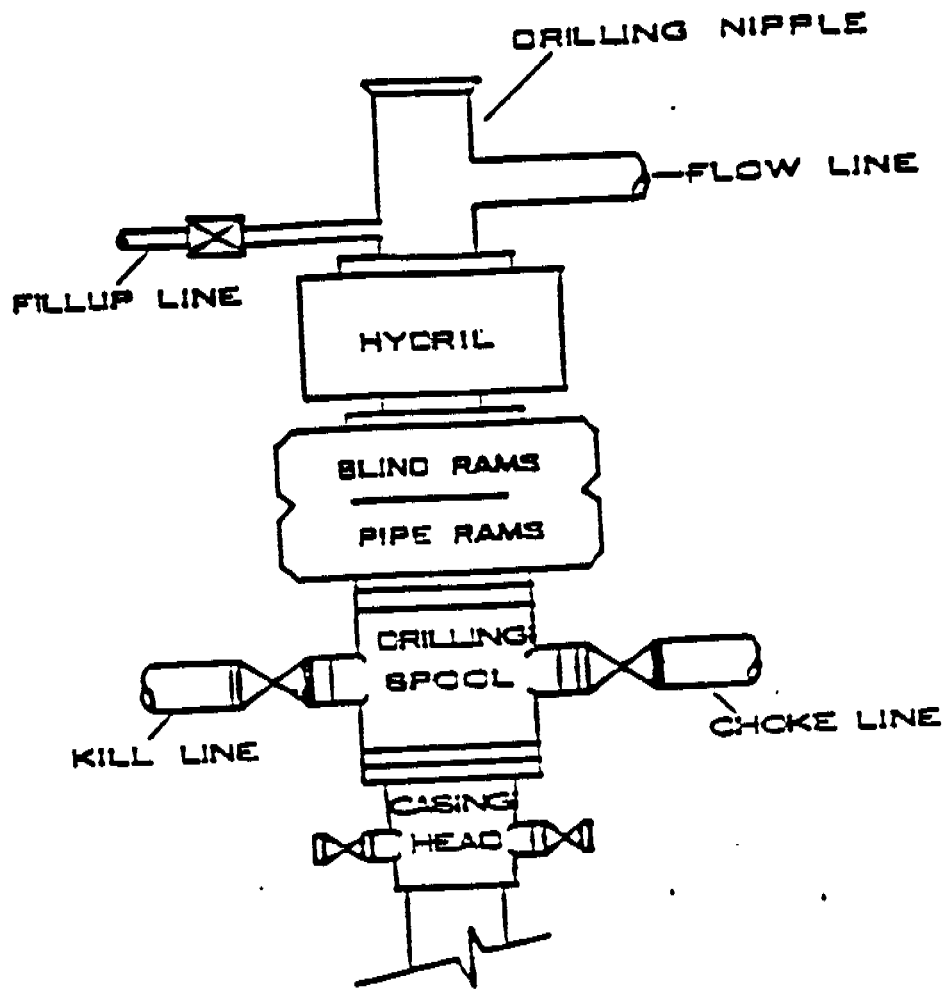 DRILLING NIPPLE
FLOW LINE
FILLUP LINE
HYDRIL
BLIND RAMS
PIPE RAMS
DRILLING
SPOOL
KILL LINE
CHOKE LINE
CASING
HEAD